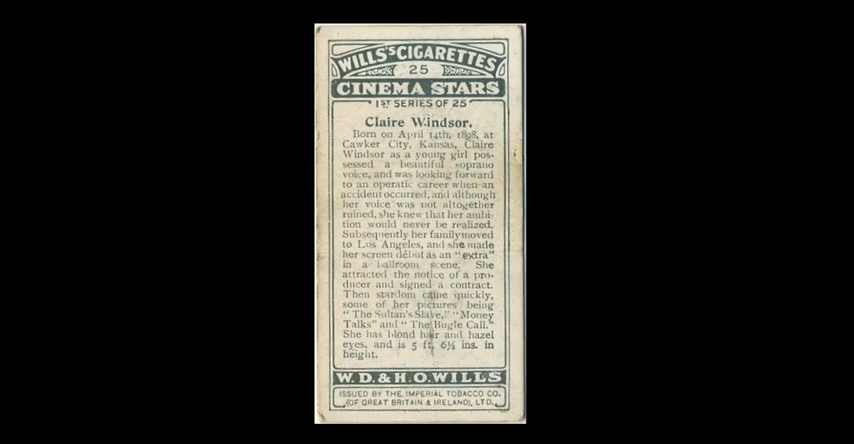 WILLS'S CIGARETTES
25
CINEMA STARS
1ST SERIES OF 25
Claire Windsor.
Born on April 14th, 1898, at
Cawker City, Kansas, Claire
Windsor as a young girl pos-
sessed a beautiful soprano
voice, and was looking forward
to an operatic career when an
accident occurred, and although
her voice was not altogether
ruined, she knew that her ambi-
tion would never be realized.
Subsequently her family moved
to Los Angeles, and she made
her screen début as an "extra"
in a ballroom scene. She
attracted the notice of a pro-
ducer and signed a contract.
Then stardom came quickly,
some of her pictures being
"The Sultan's Slave," "Money
Talks" and "The Bugle Call."
She has blond hair and hazel
eyes, and is 5 ft. 6½ ins. in
height.
W.D. & H.O. WILLS
ISSUED BY THE IMPERIAL TOBACCO CO.
(OF GREAT BRITAIN & IRELAND), LTD.